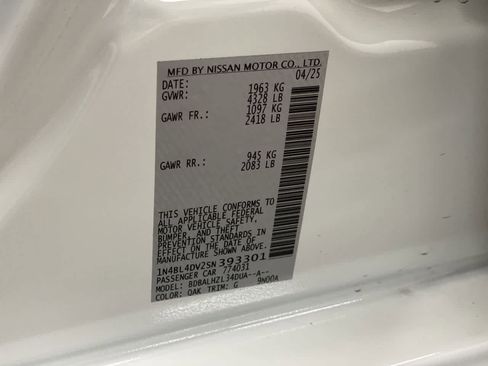 MFD BY NISSAN MOTOR CO., LTD.
DATE: 04/25
GVWR: 1963 KG
4328 LB
GAWR FR.: 1097 KG
2418 LB
GAWR RR.: 945 KG
2083 LB
THIS VEHICLE CONFORMS TO
ALL APPLICABLE FEDERAL
MOTOR VEHICLE SAFETY,
BUMPER, AND THEFT
PREVENTION STANDARDS IN
EFFECT ON THE DATE OF
MANUFACTURE SHOWN ABOVE.
1N4BL4DV2SN393301
PASSENGER CAR 774031
MODEL: BDBALHZL34DUA--A--
COLOR: QAK TRIM: G